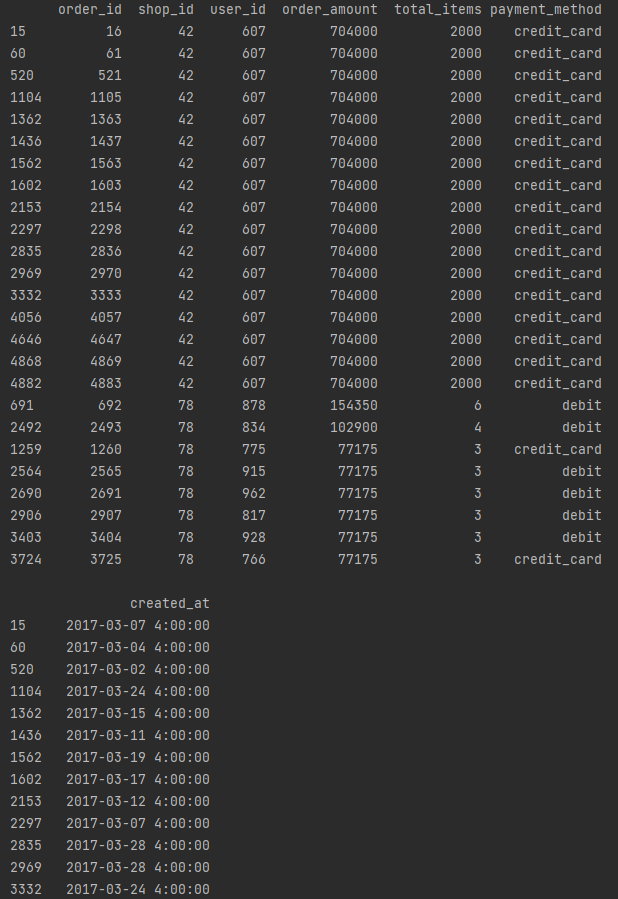 order_id shop_id user_id order_amount total_items payment_method
15 16 42 607 704000 2000 credit_card
60 61 42 607 704000 2000 credit_card
520 521 42 607 704000 2000 credit_card
1104 1105 42 607 704000 2000 credit_card
1362 1363 42 607 704000 2000 credit_card
1436 1437 42 607 704000 2000 credit_card
1562 1563 42 607 704000 2000 credit_card
1602 1603 42 607 704000 2000 credit_card
2153 2154 42 607 704000 2000 credit_card
2297 2298 42 607 704000 2000 credit_card
2835 2836 42 607 704000 2000 credit_card
2969 2970 42 607 704000 2000 credit_card
3332 3333 42 607 704000 2000 credit_card
4056 4057 42 607 704000 2000 credit_card
4646 4647 42 607 704000 2000 credit_card
4868 4869 42 607 704000 2000 credit_card
4882 4883 42 607 704000 2000 credit_card
691 692 78 878 154350 6 debit
2492 2493 78 834 102900 4 debit
1259 1260 78 775 77175 3 credit_card
2564 2565 78 915 77175 3 debit
2690 2691 78 962 77175 3 debit
2906 2907 78 817 77175 3 debit
3403 3404 78 928 77175 3 debit
3724 3725 78 766 77175 3 credit_card
created_at
15 2017-03-07 4:00:00
60 2017-03-04 4:00:00
520 2017-03-02 4:00:00
1104 2017-03-24 4:00:00
1362 2017-03-15 4:00:00
1436 2017-03-11 4:00:00
1562 2017-03-19 4:00:00
1602 2017-03-17 4:00:00
2153 2017-03-12 4:00:00
2297 2017-03-07 4:00:00
2835 2017-03-28 4:00:00
2969 2017-03-28 4:00:00
3332 2017-03-24 4:00:00